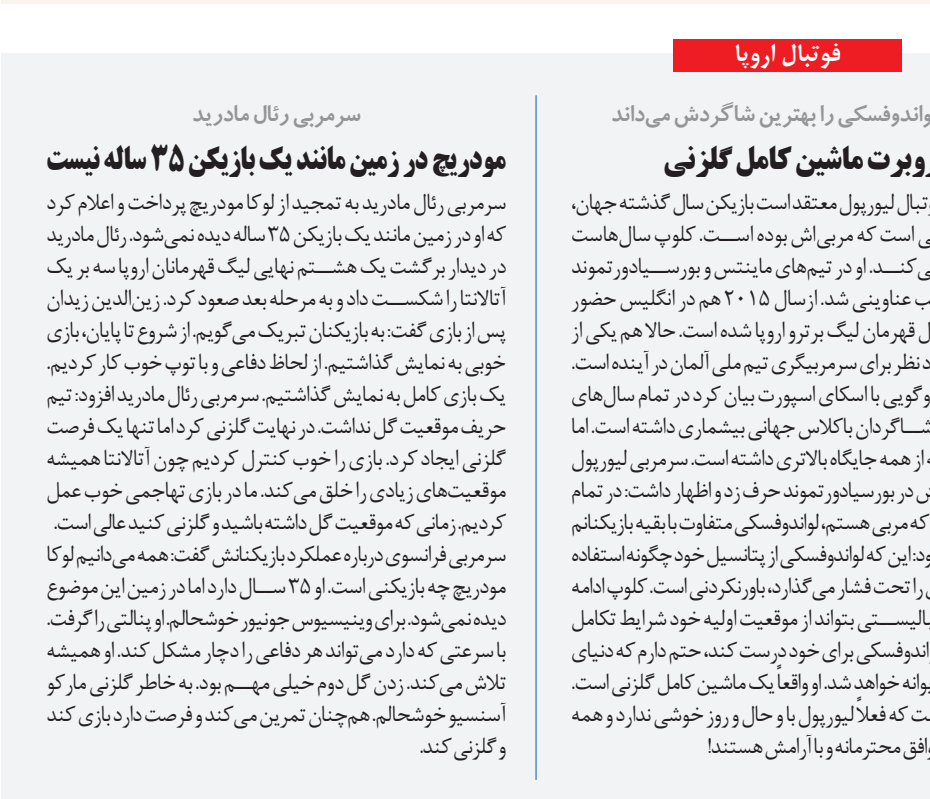 فوتبال اروپا
واندوفسکی را بهترین شاگردش می‌داند
روبرت ماشین کامل گلزنی
وتبال لیورپول معتقد است بازیکن سال گذشته جهان،
است که مربی‌اش بوده است. کلوپ سال‌هاست
می‌کند. او در تیم‌های ماینتس و بورسیادورتموند
عناوینی شد. از سال ۲۰۱۵ هم در انگلیس حضور
قهرمان لیگ برتر و اروپا شده است. حالا هم یکی از
نظر برای سرمربیگری تیم ملی آلمان در آینده است.
وگویی با اسکای اسپورت بیان کرد در تمام سال‌های
شاگردان باکلاس جهانی بیشماری داشته است. اما
از همه جایگاه بالاتری داشته است. سرمربی لیورپول
در بورسیادورتموند حرف زد و اظهار داشت: در تمام
که مربی هستم، لواندوفسکی متفاوت با بقیه بازیکنانم
ود: این که لواندوفسکی از پتانسیل خود چگونه استفاده
را تحت فشار می‌گذارد، باورنکردنی است. کلوپ ادامه
بالیستی بتواند از موقعیت اولیه خود شرایط تکامل
اندوفسکی برای خود درست کند، حتم دارم که دنیای
یوانه خواهد شد. او واقعاً یک ماشین کامل گلزنی است.
ت که فعلاً لیورپول با و حال و روز خوشی ندارد و همه
وافق محترمانه و با آرامش هستند!
سرمربی رئال مادرید
مودریچ در زمین مانند یک بازیکن ۳۵ ساله نیست
سرمربی رئال مادرید به تمجید از لوکا مودریچ پرداخت و اعلام کرد
که او در زمین مانند یک بازیکن ۳۵ ساله دیده نمی‌شود. رئال مادرید
در دیدار برگشت یک هشتم نهایی لیگ قهرمانان اروپا سه بر یک
آتالانتا را شکست داد و به مرحله بعد صعود کرد. زین‌الدین زیدان
پس از بازی گفت: به بازیکنان تبریک می‌گویم. از شروع تا پایان، بازی
خوبی به نمایش گذاشتیم. از لحاظ دفاعی و با توپ خوب کار کردیم.
یک بازی کامل به نمایش گذاشتیم. سرمربی رئال مادرید افزود: تیم
حریف موقعیت گل نداشت. در نهایت گلزنی کرد اما تنها یک فرصت
گلزنی ایجاد کرد. بازی را خوب کنترل کردیم چون آتالانتا همیشه
موقعیت‌های زیادی را خلق می‌کند. ما در بازی تهاجمی خوب عمل
کردیم. زمانی که موقعیت گل داشته باشید و گلزنی کنید عالی است.
سرمربی فرانسوی درباره عملکرد بازیکنانش گفت: همه می‌دانیم لوکا
مودریچ چه بازیکنی است. او ۳۵ سال دارد اما در زمین این موضوع
دیده نمی‌شود. برای وینیسیوس جونیور خوشحالم. او پنالتی را گرفت.
با سرعتی که دارد می‌تواند هر دفاعی را دچار مشکل کند. او همیشه
تلاش می‌کند. زدن گل دوم خیلی مهم بود. به خاطر گلزنی مارکو
آسنسیو خوشحالم. هم‌چنان تمرین می‌کند و فرصت دارد بازی کند
و گلزنی کند.